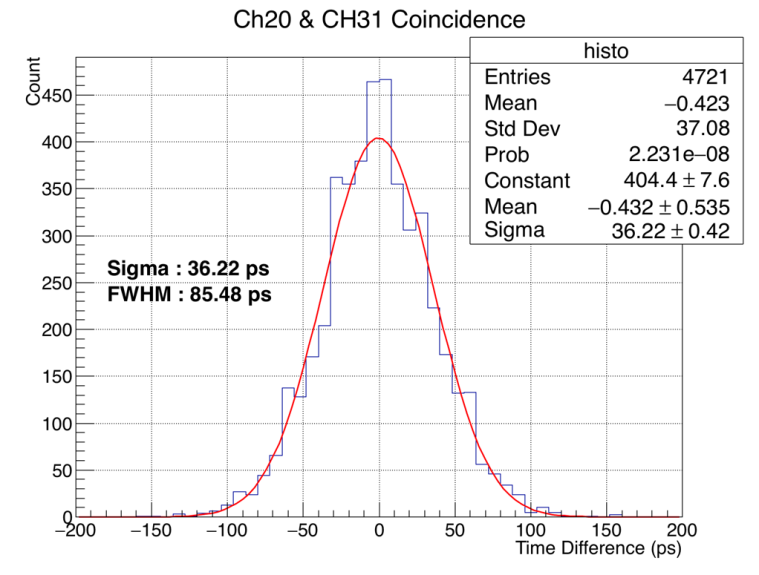 Ch20 & CH31 Coincidence
histo
Entries 4721
Mean −0.423
Std Dev 37.08
Prob 2.231e−08
Constant 404.4 ± 7.6
Mean −0.432 ± 0.535
Sigma 36.22 ± 0.42
Count
450
400
350
300
250
200
150
100
50
0
Sigma : 36.22 ps
FWHM : 85.48 ps
−200 −150 −100 −50 0 50 100 150 200
Time Difference (ps)